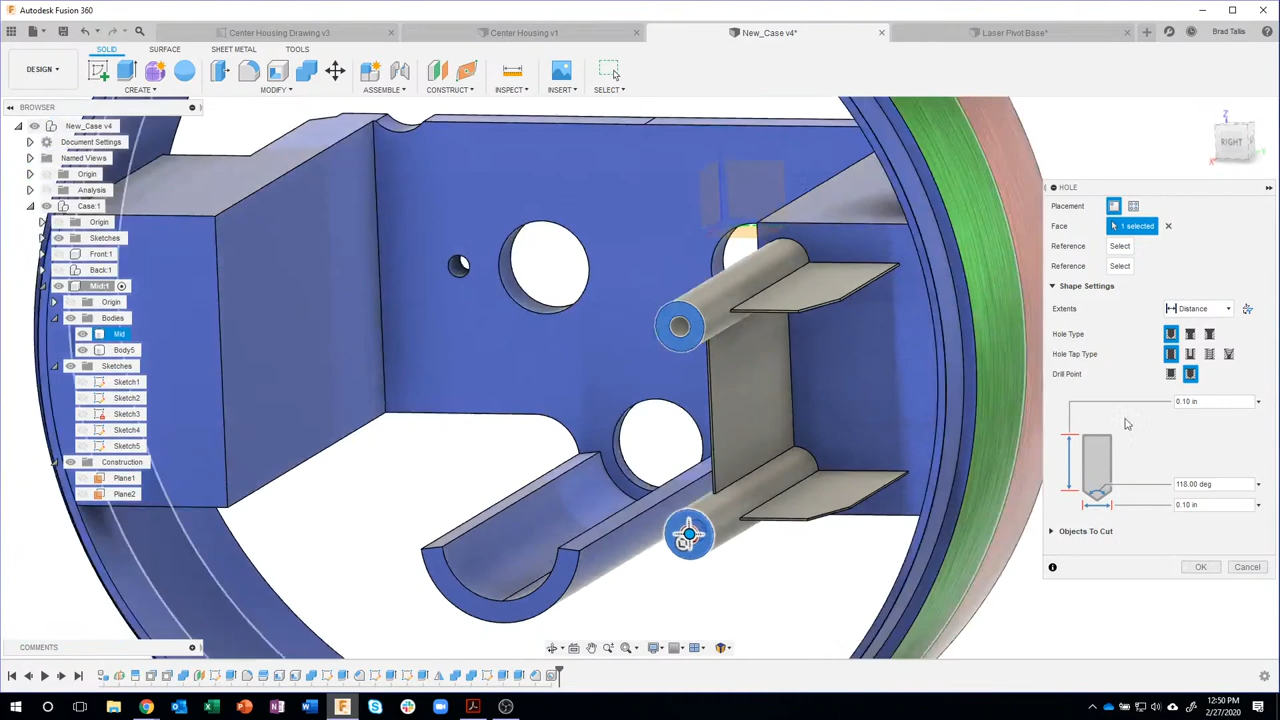 Autodesk Fusion 360
Center Housing Drawing v3
Center Housing v1
New_Case v4*
Laser Pivot Base*
Brad Tallis
SOLID
SURFACE
SHEET METAL
TOOLS
DESIGN
CREATE
MODIFY
ASSEMBLE
CONSTRUCT
INSPECT
INSERT
SELECT
BROWSER
New_Case v4
Document Settings
Named Views
Origin
Analysis
Case:1
Origin
Sketches
Front:1
Back:1
Mid:1
Origin
Bodies
Mid
Body5
Sketches
Sketch1
Sketch2
Sketch3
Sketch4
Sketch5
Construction
Plane1
Plane2
Z
RIGHT
X
Y
HOLE
Placement
Face
1 selected
Reference
Select
Reference
Select
Shape Settings
Extents
Distance
Hole Type
Hole Tap Type
Drill Point
0.10 in
118.00 deg
0.10 in
Objects To Cut
OK
Cancel
COMMENTS
12:50 PM
2/27/2020